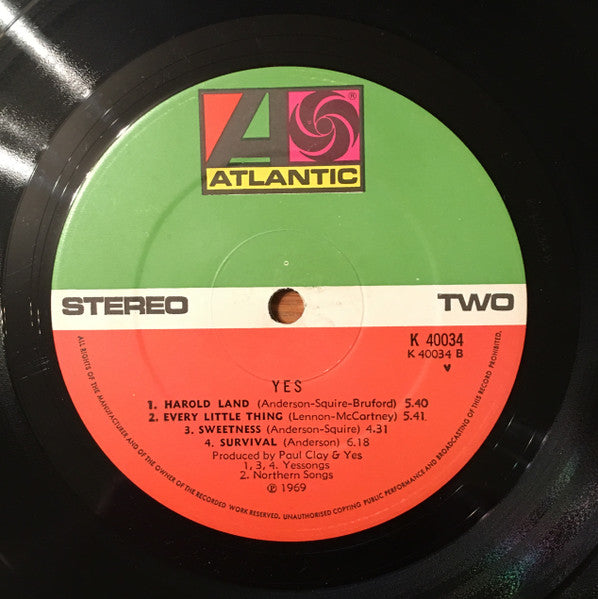 ATLANTIC
®
STEREO
TWO
K 40034
K 40034 B
YES
1. HAROLD LAND (Anderson-Squire-Bruford) 5.40
2. EVERY LITTLE THING (Lennon-McCartney) 5.41
3. SWEETNESS (Anderson-Squire) 4.31
4. SURVIVAL (Anderson) 6.18
Produced by Paul Clay & Yes
1, 3, 4. Yessongs
2. Northern Songs
℗ 1969
ALL RIGHTS OF THE MANUFACTURER AND OF THE OWNER OF THE RECORDED WORK RESERVED. UNAUTHORISED COPYING PUBLIC PERFORMANCE AND BROADCASTING OF THIS RECORD PROHIBITED.